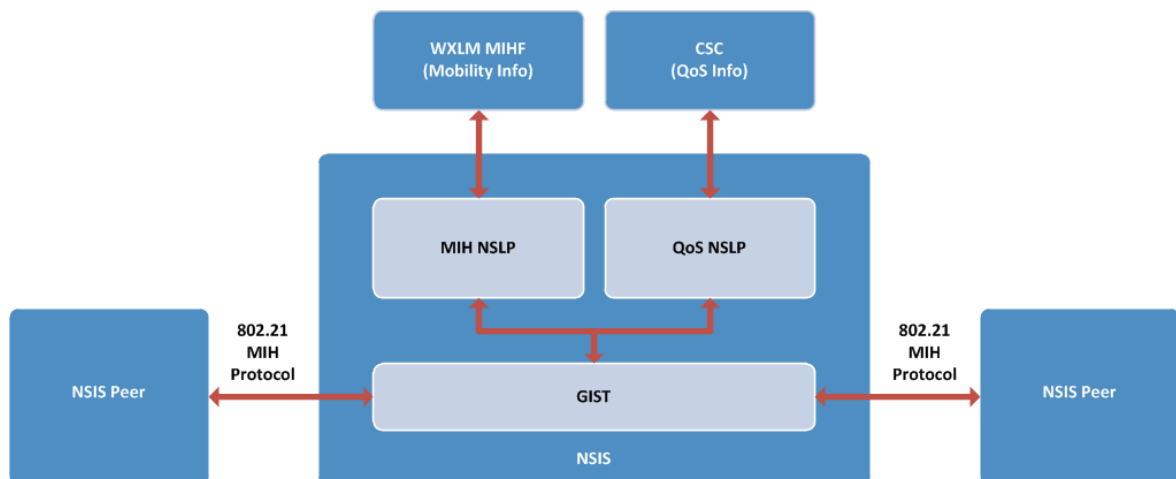 WXLM MIHF
(Mobility Info)
CSC
(QoS Info)
MIH NSLP
QoS NSLP
802.21
MIH
Protocol
802.21
MIH
Protocol
NSIS Peer
GIST
NSIS Peer
NSIS